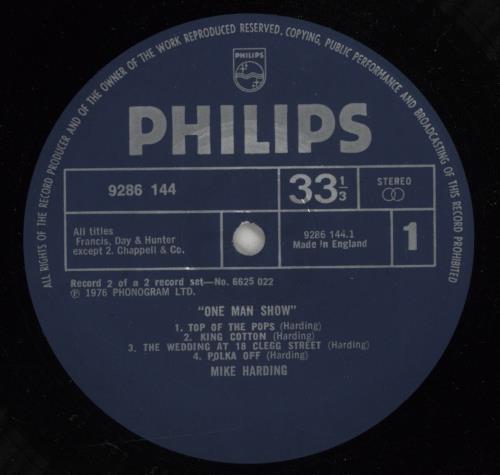 ALL RIGHTS OF THE RECORD PRODUCER AND OF THE OWNER OF THE WORK REPRODUCED RESERVED. COPYING, PUBLIC PERFORMANCE AND BROADCASTING OF THIS RECORD PROHIBITED
PHILIPS
PHILIPS
9286 144
33 1/3
STEREO
All titles
Francis, Day & Hunter
except 2. Chappell & Co.
9286 144.1
Made in England
1
Record 2 of a 2 record set—No. 6625 022
℗ 1976 PHONOGRAM LTD.
"ONE MAN SHOW"
1. TOP OF THE POPS (Harding)
2. KING COTTON (Harding)
3. THE WEDDING AT 18 CLEGG STREET (Harding)
4. POLKA OFF (Harding)
MIKE HARDING